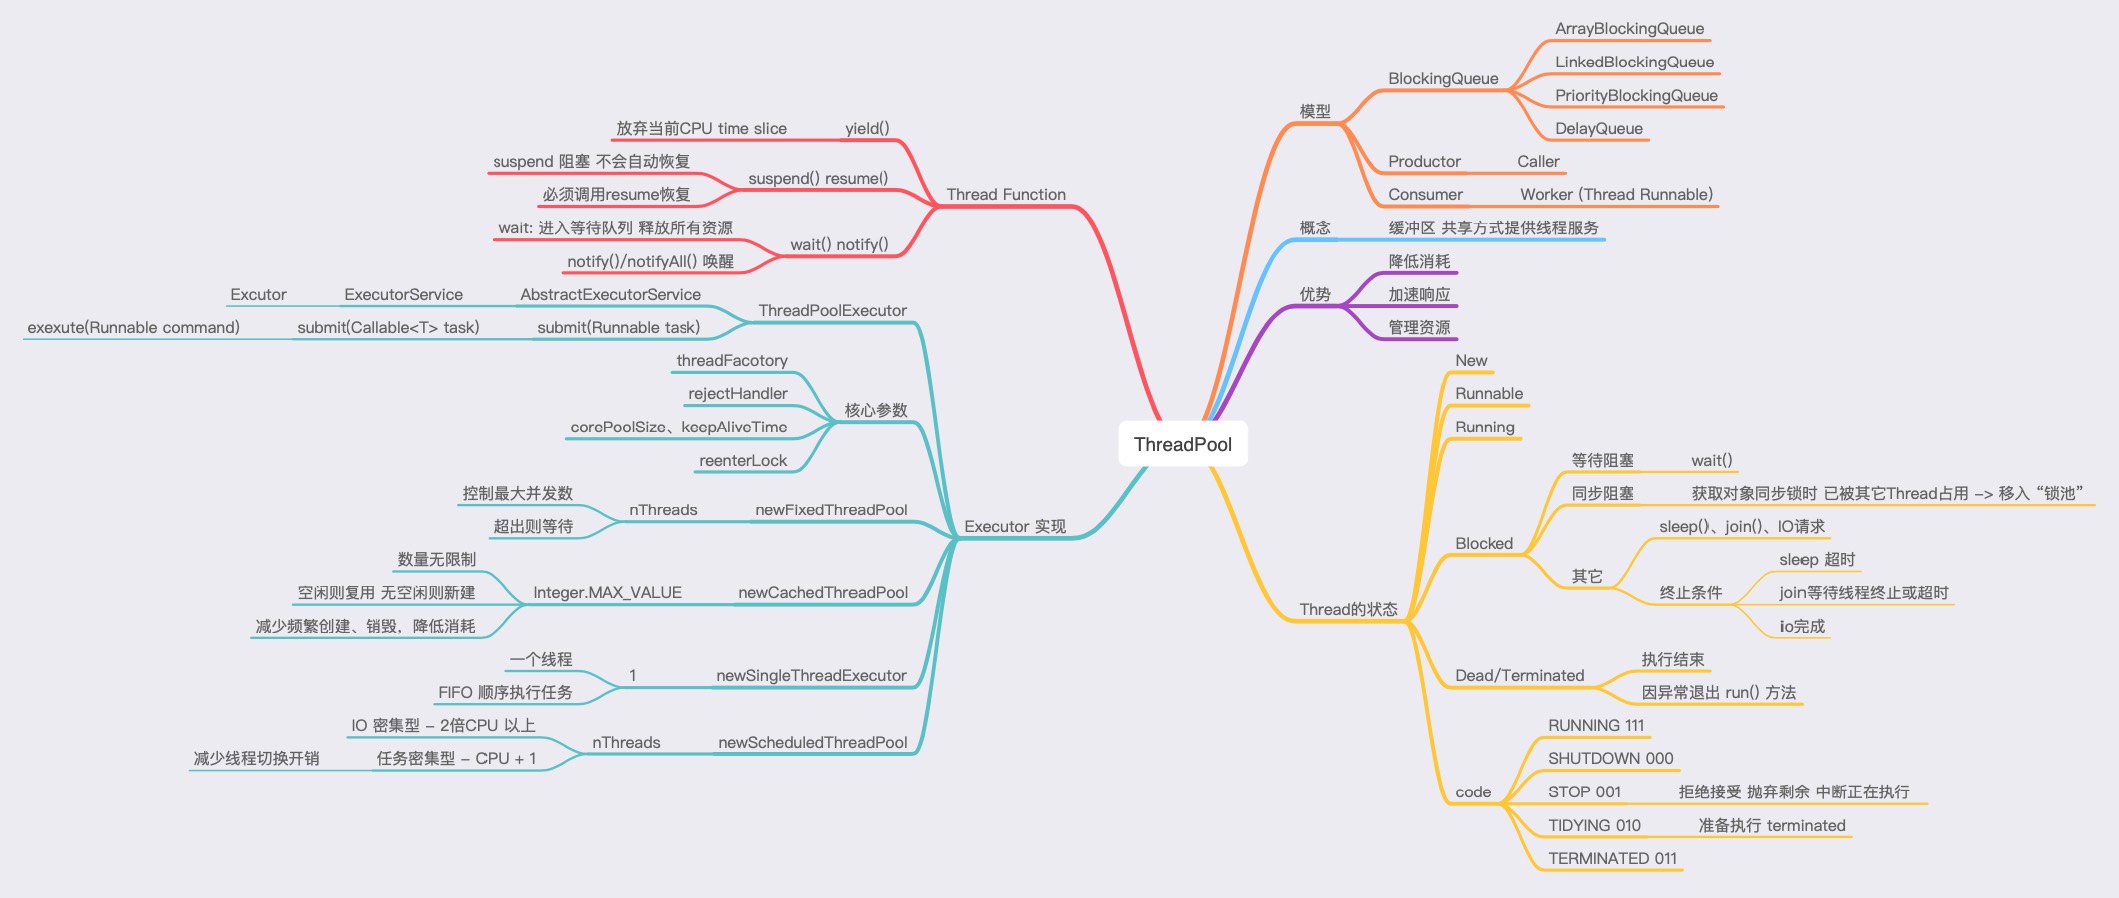 ThreadPool
模型
BlockingQueue
ArrayBlockingQueue
LinkedBlockingQueue
PriorityBlockingQueue
DelayQueue
Productor
Caller
Consumer
Worker (Thread Runnable)
概念
缓冲区 共享方式提供线程服务
优势
降低消耗
加速响应
管理资源
Thread的状态
New
Runnable
Running
Blocked
等待阻塞
wait()
同步阻塞
获取对象同步锁时 已被其它Thread占用 -> 移入 “锁池”
其它
sleep()、join()、IO请求
终止条件
sleep 超时
join等待线程终止或超时
io完成
Dead/Terminated
执行结束
因异常退出 run() 方法
code
RUNNING 111
SHUTDOWN 000
STOP 001
拒绝接受 抛弃剩余 中断正在执行
TIDYING 010
准备执行 terminated
TERMINATED 011
Thread Function
yield()
放弃当前CPU time slice
suspend() resume()
suspend 阻塞 不会自动恢复
必须调用resume恢复
wait() notify()
wait: 进入等待队列 释放所有资源
notify()/notifyAll() 唤醒
Executor 实现
ThreadPoolExecutor
AbstractExecutorService
ExecutorService
Excutor
submit(Runnable task)
submit(Callable<T> task)
exexute(Runnable command)
核心参数
threadFacotory
rejectHandler
corePoolSize、keepAliveTime
reenterLock
newFixedThreadPool
nThreads
控制最大并发数
超出则等待
newCachedThreadPool
Integer.MAX_VALUE
数量无限制
空闲则复用 无空闲则新建
减少频繁创建、销毁，降低消耗
newSingleThreadExecutor
1
一个线程
FIFO 顺序执行任务
newScheduledThreadPool
nThreads
IO 密集型 - 2倍CPU 以上
任务密集型 - CPU + 1
减少线程切换开销